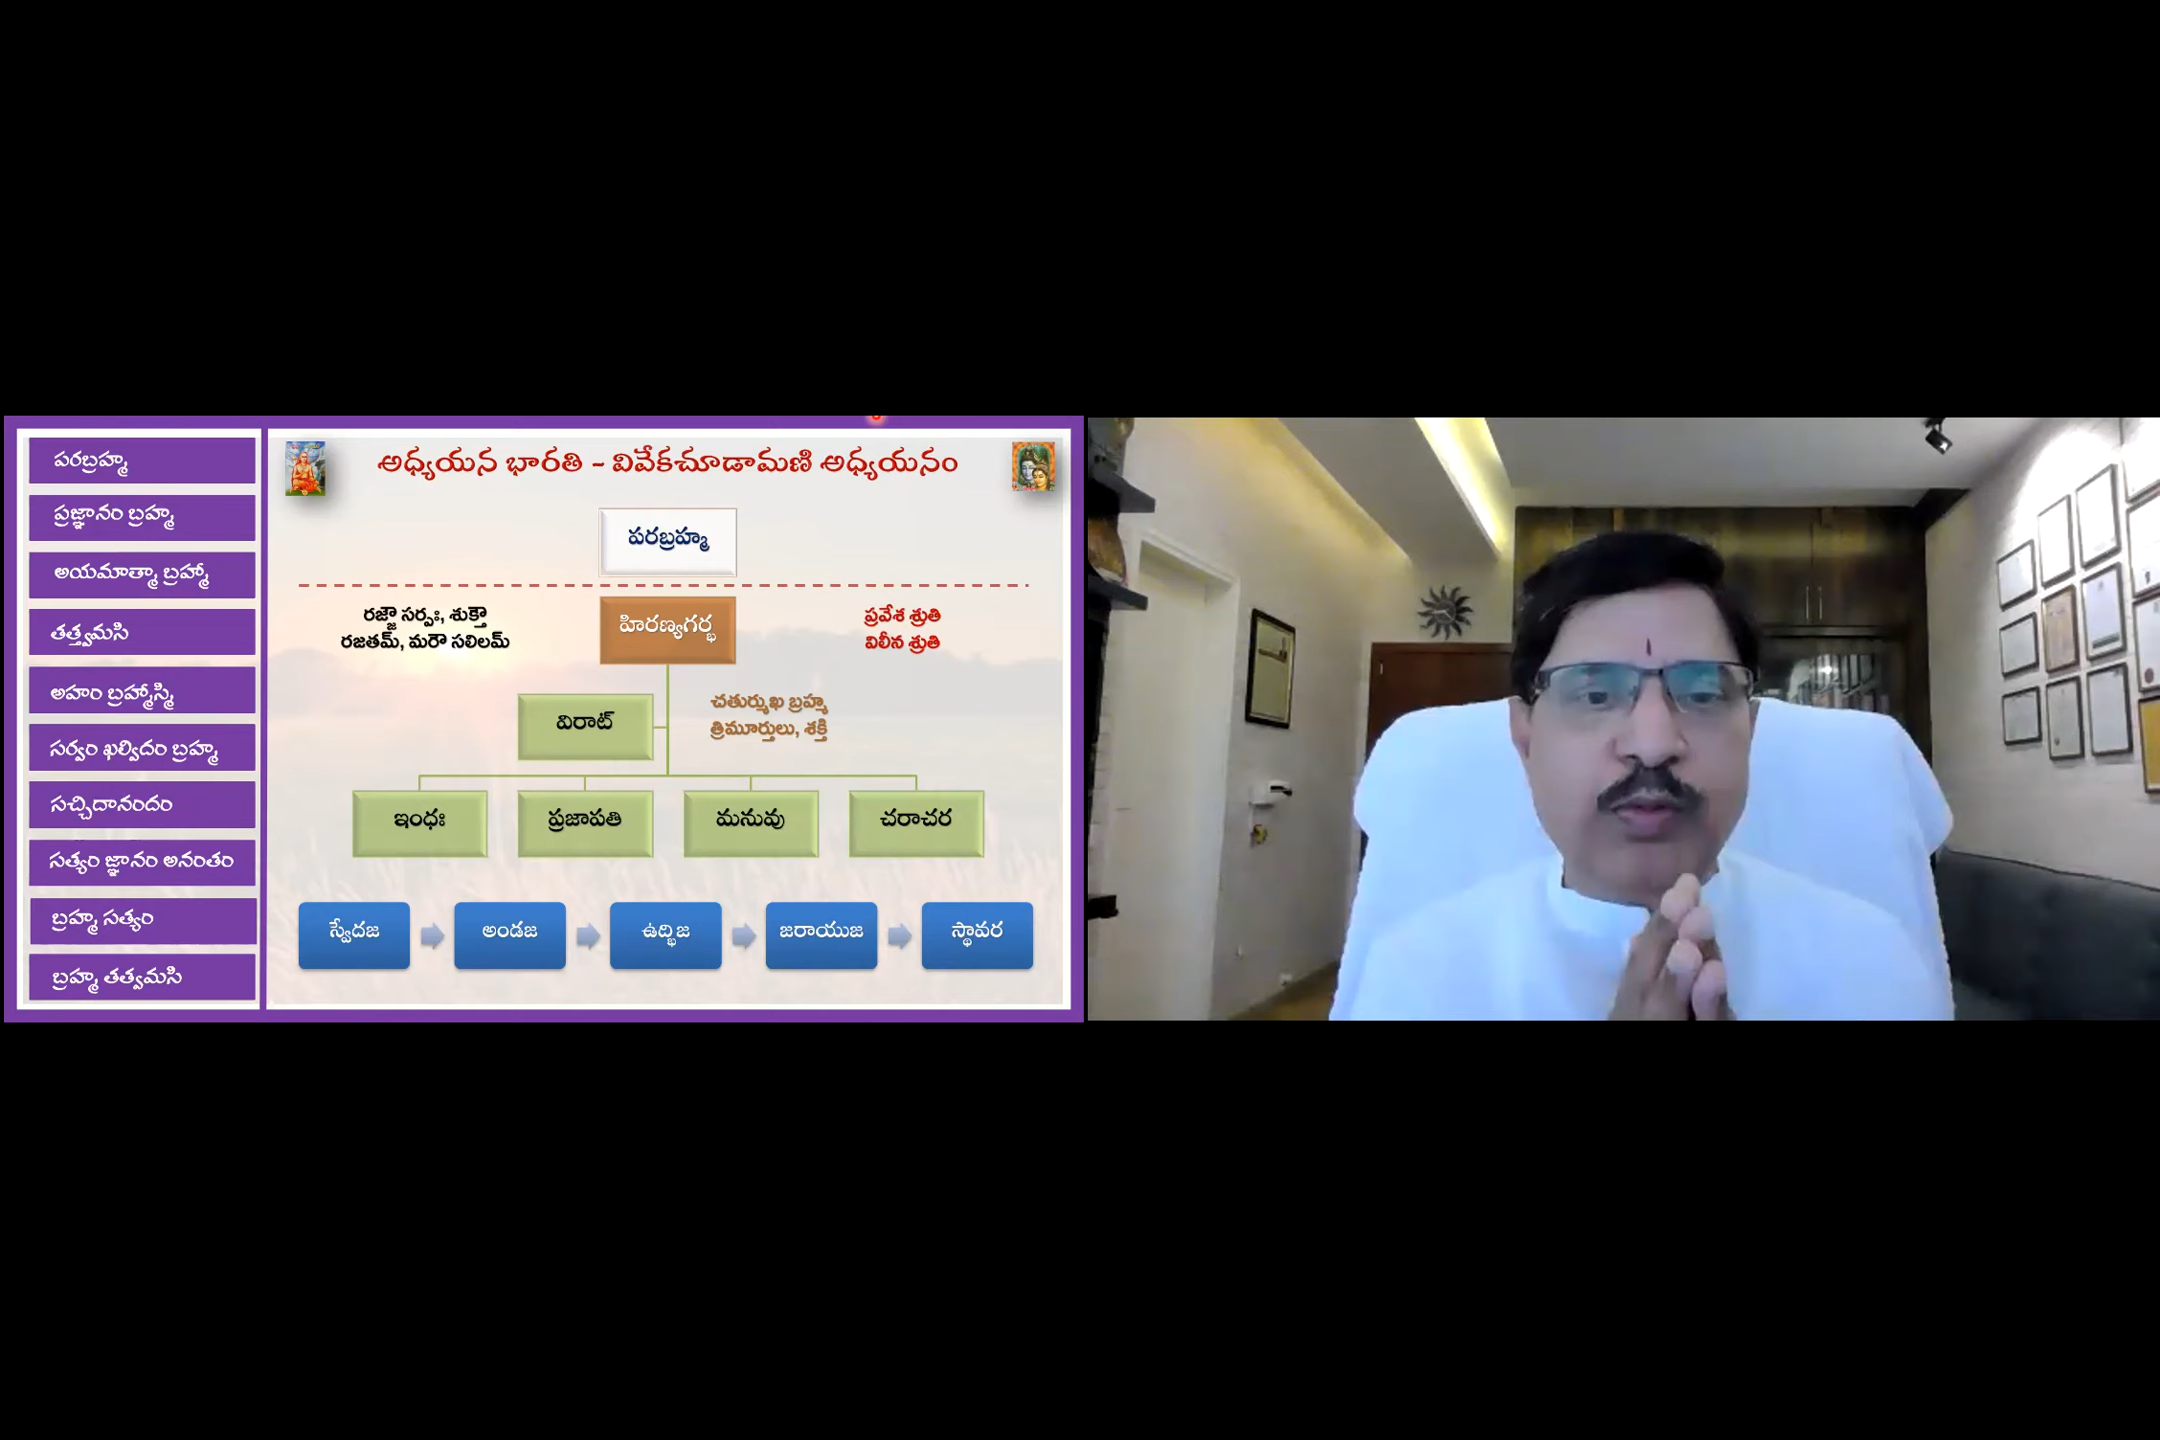 పరబ్రహ్మ
ప్రజ్ఞానం బ్రహ్మ
అయమాత్మా బ్రహ్మా
తత్త్వమసి
అహం బ్రహ్మాస్మి
సర్వం ఖల్విదం బ్రహ్మ
సచ్చిదానందం
సత్యం జ్ఞానం అనంతం
బ్రహ్మ సత్యం
బ్రహ్మ తత్వమసి
అధ్యయన భారతి - వివేకచూడామణి అధ్యయనం
పరబ్రహ్మ
రజ్జౌ సర్పః, శుక్తౌ
రజతమ్, మరౌ సలిలమ్
హిరణ్యగర్భ
ప్రవేశ శ్రుతి
విలీన శ్రుతి
విరాట్
చతుర్ముఖ బ్రహ్మ
త్రిమూర్తులు, శక్తి
ఇంధః
ప్రజాపతి
మనువు
చరాచర
స్వేదజ
అండజ
ఉద్భిజ
జరాయుజ
స్థావర